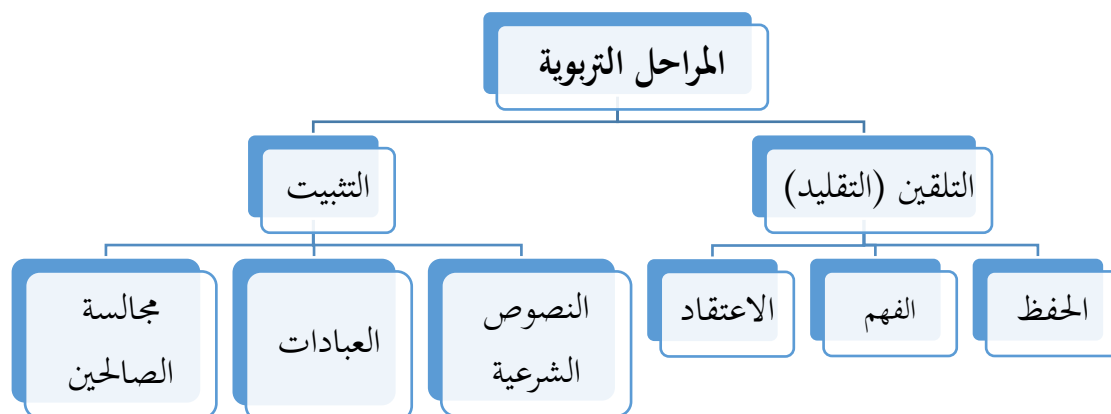 المراحل التربوية
التلقين (التقليد)
التثبيت
الحفظ
الفهم
الاعتقاد
النصوص
الشرعية
العبادات
مجالسة
الصالحين